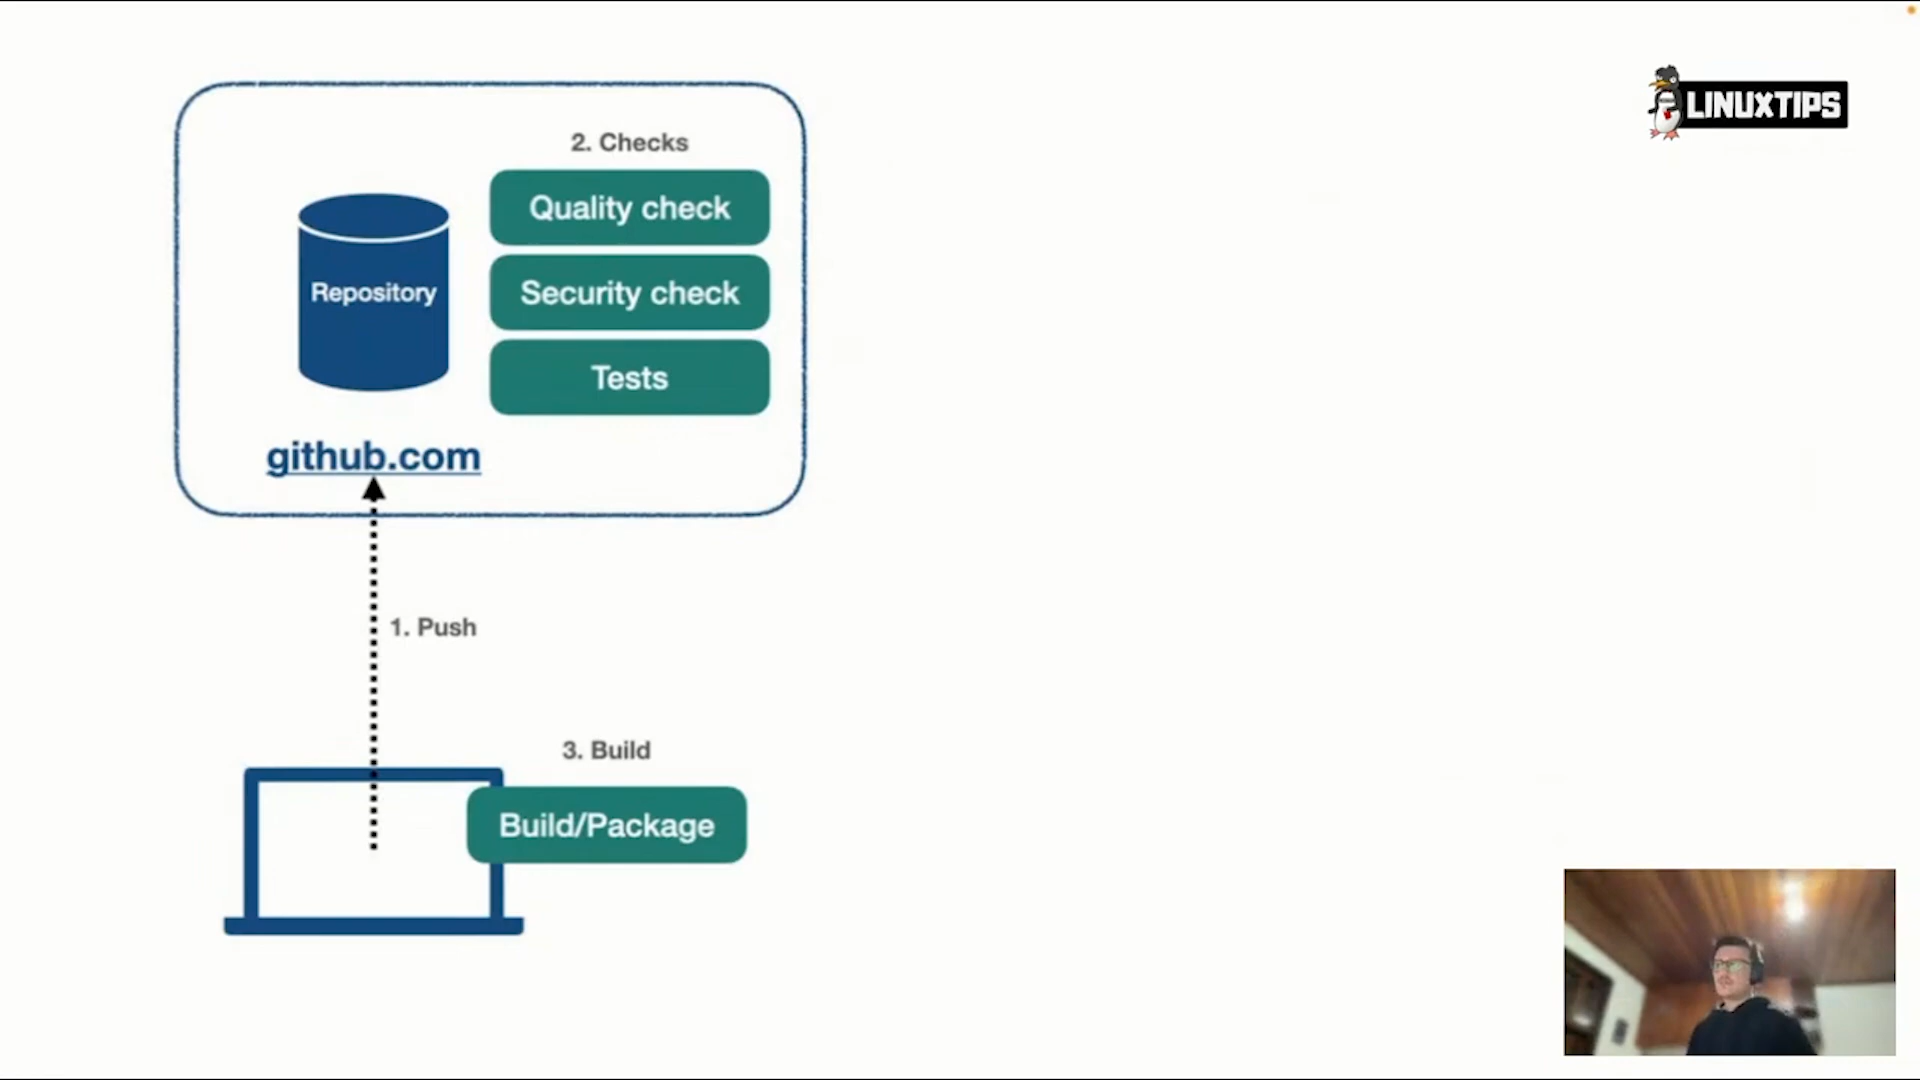 LINUXTIPS
2. Checks
Quality check
Security check
Tests
Repository
github.com
1. Push
3. Build
Build/Package